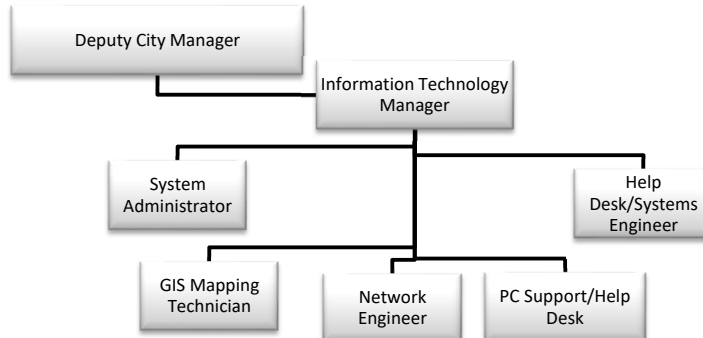 Deputy City Manager
Information Technology
Manager
System
Administrator
Help
Desk/Systems
Engineer
GIS Mapping
Technician
Network
Engineer
PC Support/Help
Desk